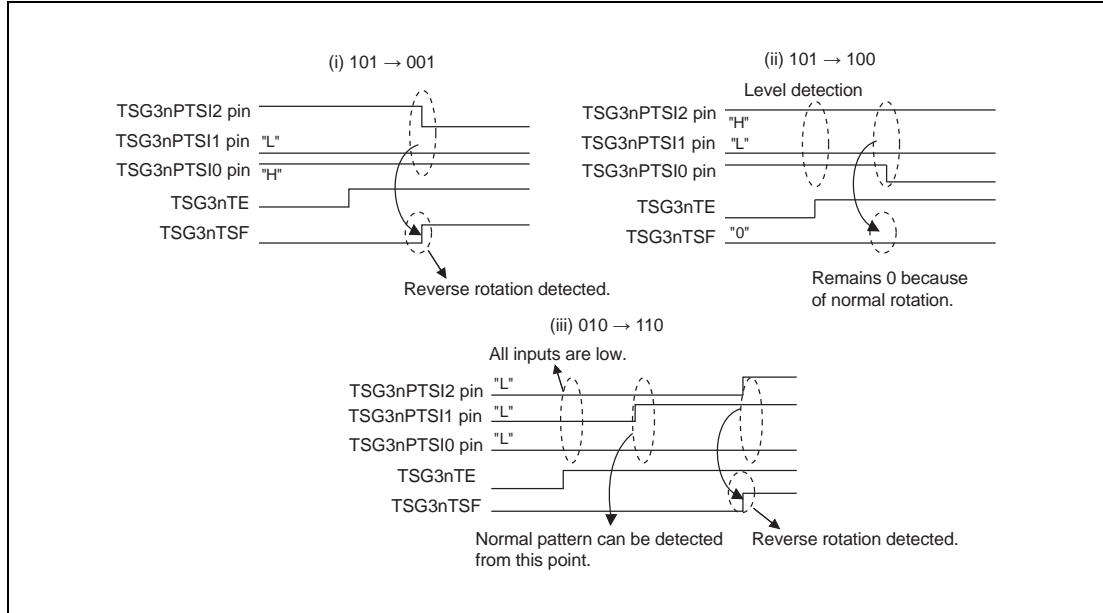 (i) 101 → 001
TSG3nPTSI2 pin
TSG3nPTSI1 pin "L"
TSG3nPTSI0 pin "H"
TSG3nTE
TSG3nTSF
Reverse rotation detected.
(ii) 101 → 100
Level detection
TSG3nPTSI2 pin "H"
TSG3nPTSI1 pin "L"
TSG3nPTSI0 pin
TSG3nTE
TSG3nTSF "0"
Remains 0 because
of normal rotation.
(iii) 010 → 110
All inputs are low.
TSG3nPTSI2 pin "L"
TSG3nPTSI1 pin "L"
TSG3nPTSI0 pin "L"
TSG3nTE
TSG3nTSF
Normal pattern can be detected
from this point.
Reverse rotation detected.